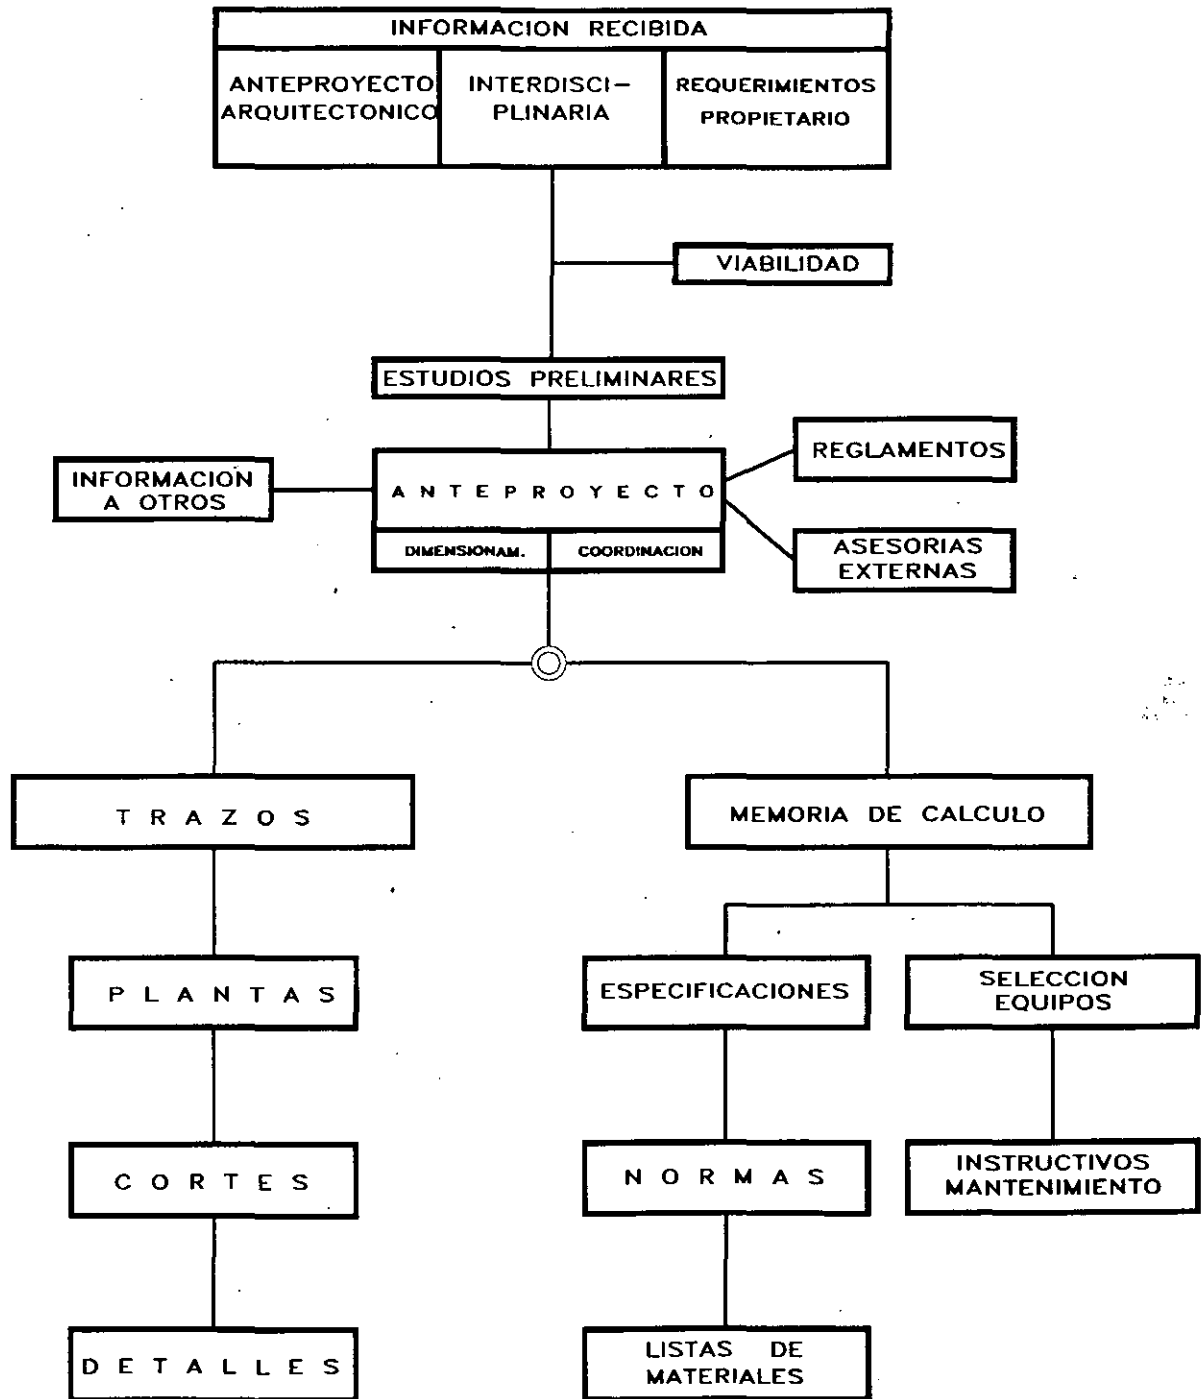 INFORMACION RECIBIDA
ANTEPROYECTO
ARQUITECTONICO
INTERDISCI-
PLINARIA
REQUERIMIENTOS
PROPIETARIO
VIABILIDAD
ESTUDIOS PRELIMINARES
INFORMACION
A OTROS
A N T E P R O Y E C T O
DIMENSIONAM.
COORDINACION
REGLAMENTOS
ASESORIAS
EXTERNAS
T R A Z O S
MEMORIA DE CALCULO
P L A N T A S
ESPECIFICACIONES
SELECCION
EQUIPOS
C O R T E S
N O R M A S
INSTRUCTIVOS
MANTENIMIENTO
D E T A L L E S
LISTAS DE
MATERIALES